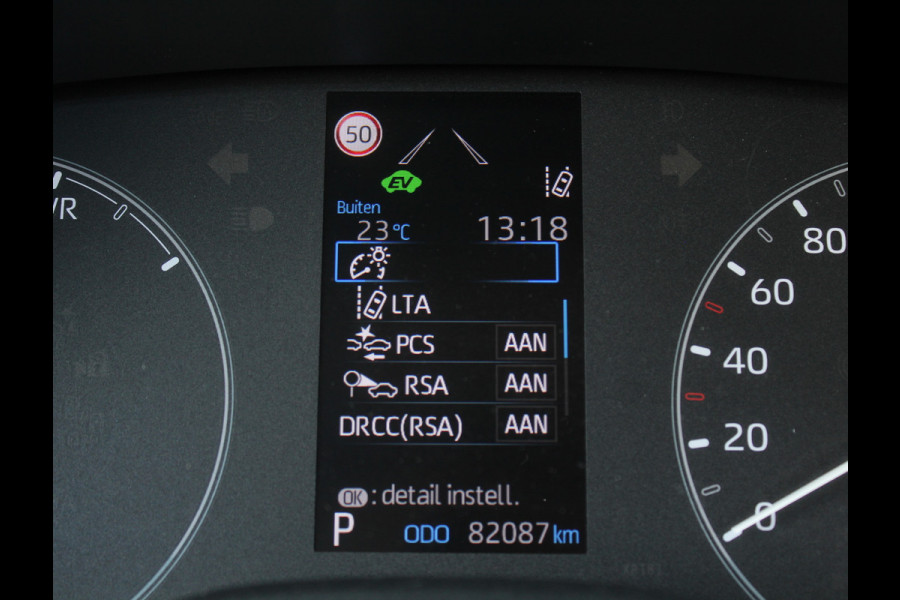 50
EV
Buiten
23 °C 13:18
LTA
PCS AAN
RSA AAN
DRCC(RSA) AAN
OK : detail instell.
P ODO 82087 km
80
60
40
20
0